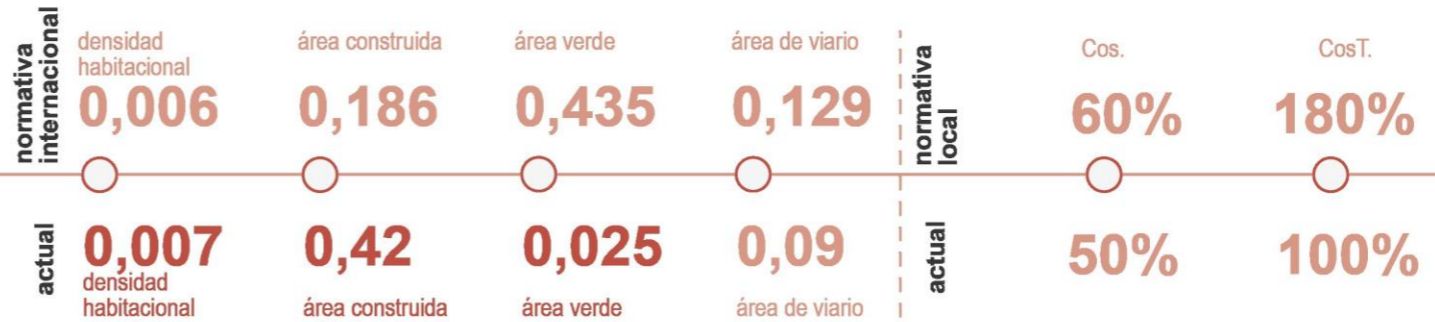 normativa
internacional
densidad
habitacional
0,006
área construida
0,186
área verde
0,435
área de viario
0,129
normativa
local
Cos.
60%
CosT.
180%
actual
0,007
densidad
habitacional
0,42
área construida
0,025
área verde
0,09
área de viario
actual
50%
100%